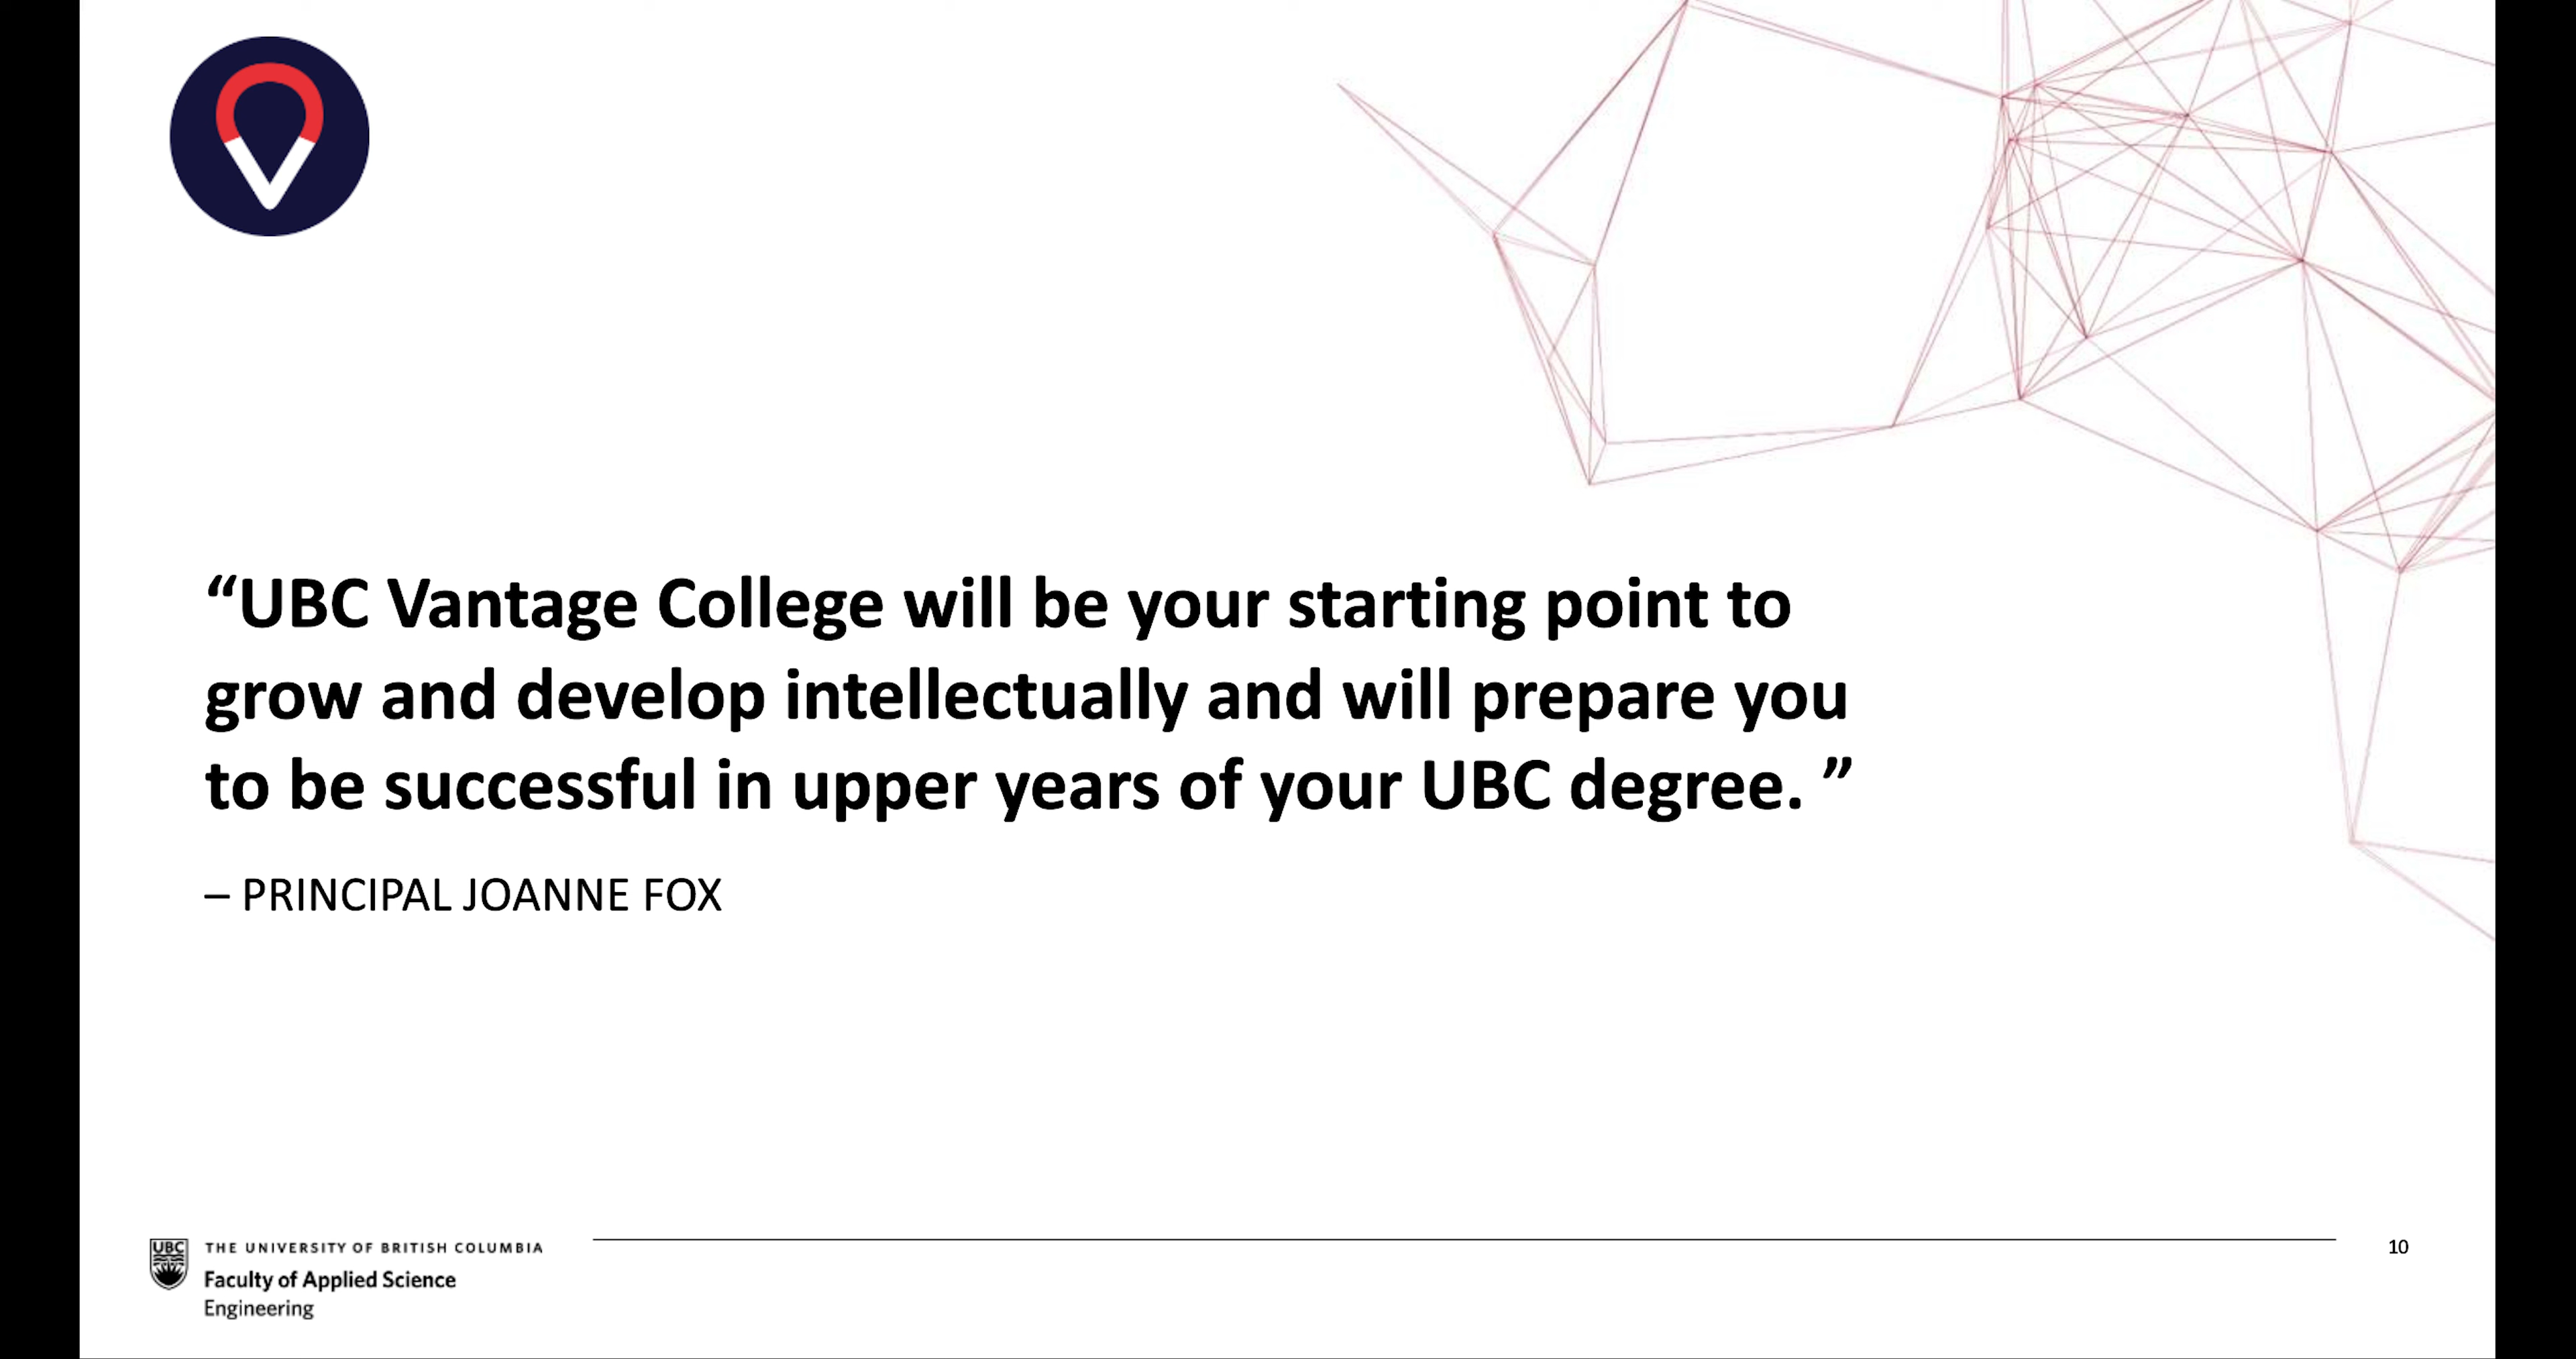 “UBC Vantage College will be your starting point to
grow and develop intellectually and will prepare you
to be successful in upper years of your UBC degree. ”
– PRINCIPAL JOANNE FOX
UBC
THE UNIVERSITY OF BRITISH COLUMBIA
Faculty of Applied Science
Engineering
10